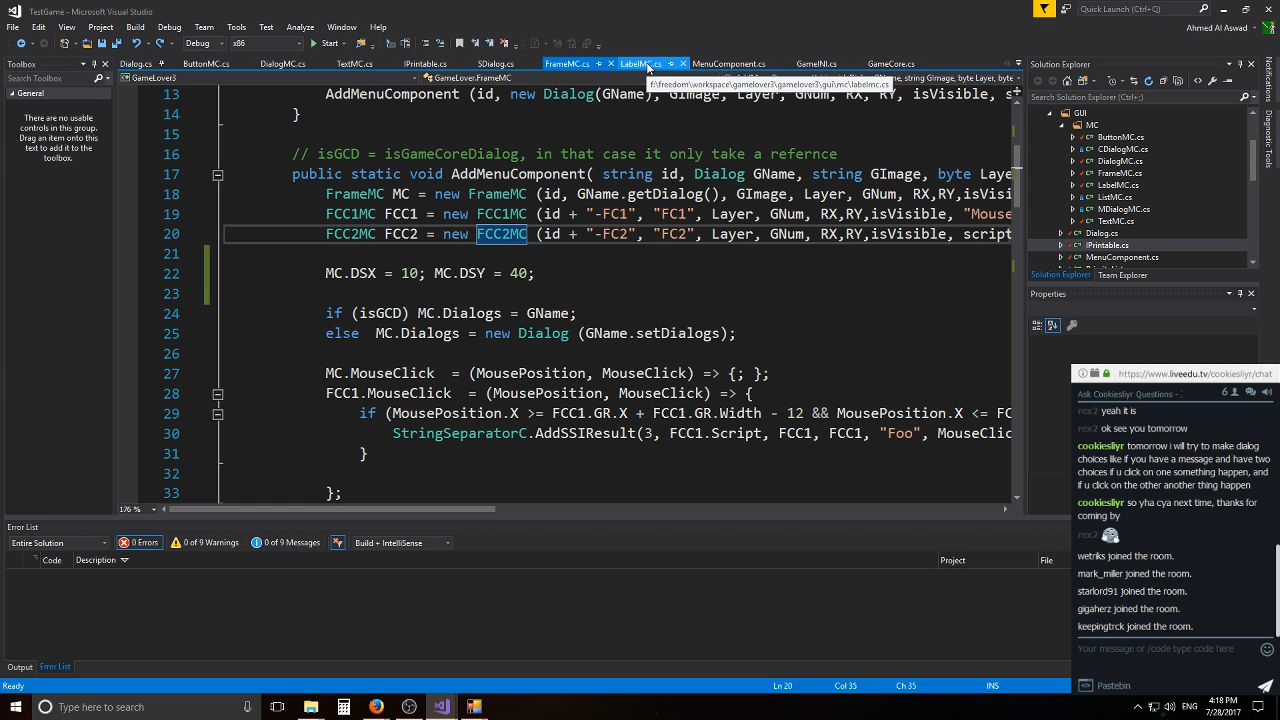 TestGame - Microsoft Visual Studio
Quick Launch (Ctrl+Q)
File Edit View Project Build Debug Team Tools Test Analyze Window Help
Ahmed Al Aswad
Debug x86 Start
Toolbox
Search Toolbox
General
There are no usable
controls in this group.
Drag an item onto this
text to add it to the
toolbox.
Dialog.cs ButtonMC.cs DialogMC.cs TextMC.cs IPrintable.cs SDialog.cs FrameMC.cs LabelMC.cs MenuComponent.cs GameINI.cs GameCore.cs
GameLover3 GameLover.FrameMC
f:\freedom\workspace\gamelover3\gamelover3\gui\mc\labelmc.cs
13 AddMenuComponent (id, new Dialog(GName), GImage, Layer, GNum, RX, RY, isVisible, s
14 }
15
16 // isGCD = isGameCoreDialog, in that case it only take a refernce
17 public static void AddMenuComponent( string id, Dialog GName, string GImage, byte Laye
18 FrameMC MC = new FrameMC (id, GName.getDialog(), GImage, Layer, GNum, RX,RY,isVisi
19 FCC1MC FCC1 = new FCC1MC (id + "-FC1", "FC1", Layer, GNum, RX,RY,isVisible, "Mouse
20 FCC2MC FCC2 = new FCC2MC (id + "-FC2", "FC2", Layer, GNum, RX,RY,isVisible, script
21
22 MC.DSX = 10; MC.DSY = 40;
23
24 if (isGCD) MC.Dialogs = GName;
25 else MC.Dialogs = new Dialog (GName.setDialogs);
26
27 MC.MouseClick = (MousePosition, MouseClick) => {; };
28 FCC1.MouseClick = (MousePosition, MouseClick) => {
29 if (MousePosition.X >= FCC1.GR.X + FCC1.GR.Width - 12 && MousePosition.X <= FC
30 StringSeparatorC.AddSSIResult(3, FCC1.Script, FCC1, FCC1, "Foo", MouseClic
31 }
32
33 };
176 %
Solution Explorer
Search Solution Explorer (Ctrl+;)
GUI
MC
ButtonMC.cs
CDialogMC.cs
DialogMC.cs
FrameMC.cs
LabelMC.cs
ListMC.cs
MDialogMC.cs
TextMC.cs
Dialog.cs
IPrintable.cs
MenuComponent.cs
Solution Explorer Team Explorer
Properties
Notifications
Diagnostic Tools
Error List
Entire Solution 0 Errors 0 of 9 Warnings 0 of 9 Messages Build + IntelliSense
Code Description Project File
Output Error List
Ready Ln 20 Col 35 Ch 35 INS
https://www.liveedu.tv/cookiesliyr/chat
Ask Cookiesliyr Questions - 6
rex2 yeah it is
rex2 ok see you tomorrow
cookiesliyr tomorrow i will try to make dialog
choices like if you have a message and have two
choices if u click on one something happen, and
if u click on the other another thing happen
cookiesliyr so yha cya next time, thanks for
coming by
rex2
wetriks joined the room.
mark_miller joined the room.
starlord91 joined the room.
gigaherz joined the room.
keepingtrck joined the room.
Your message or /code type code here
Pastebin
Type here to search
ENG
4:18 PM
7/28/2017